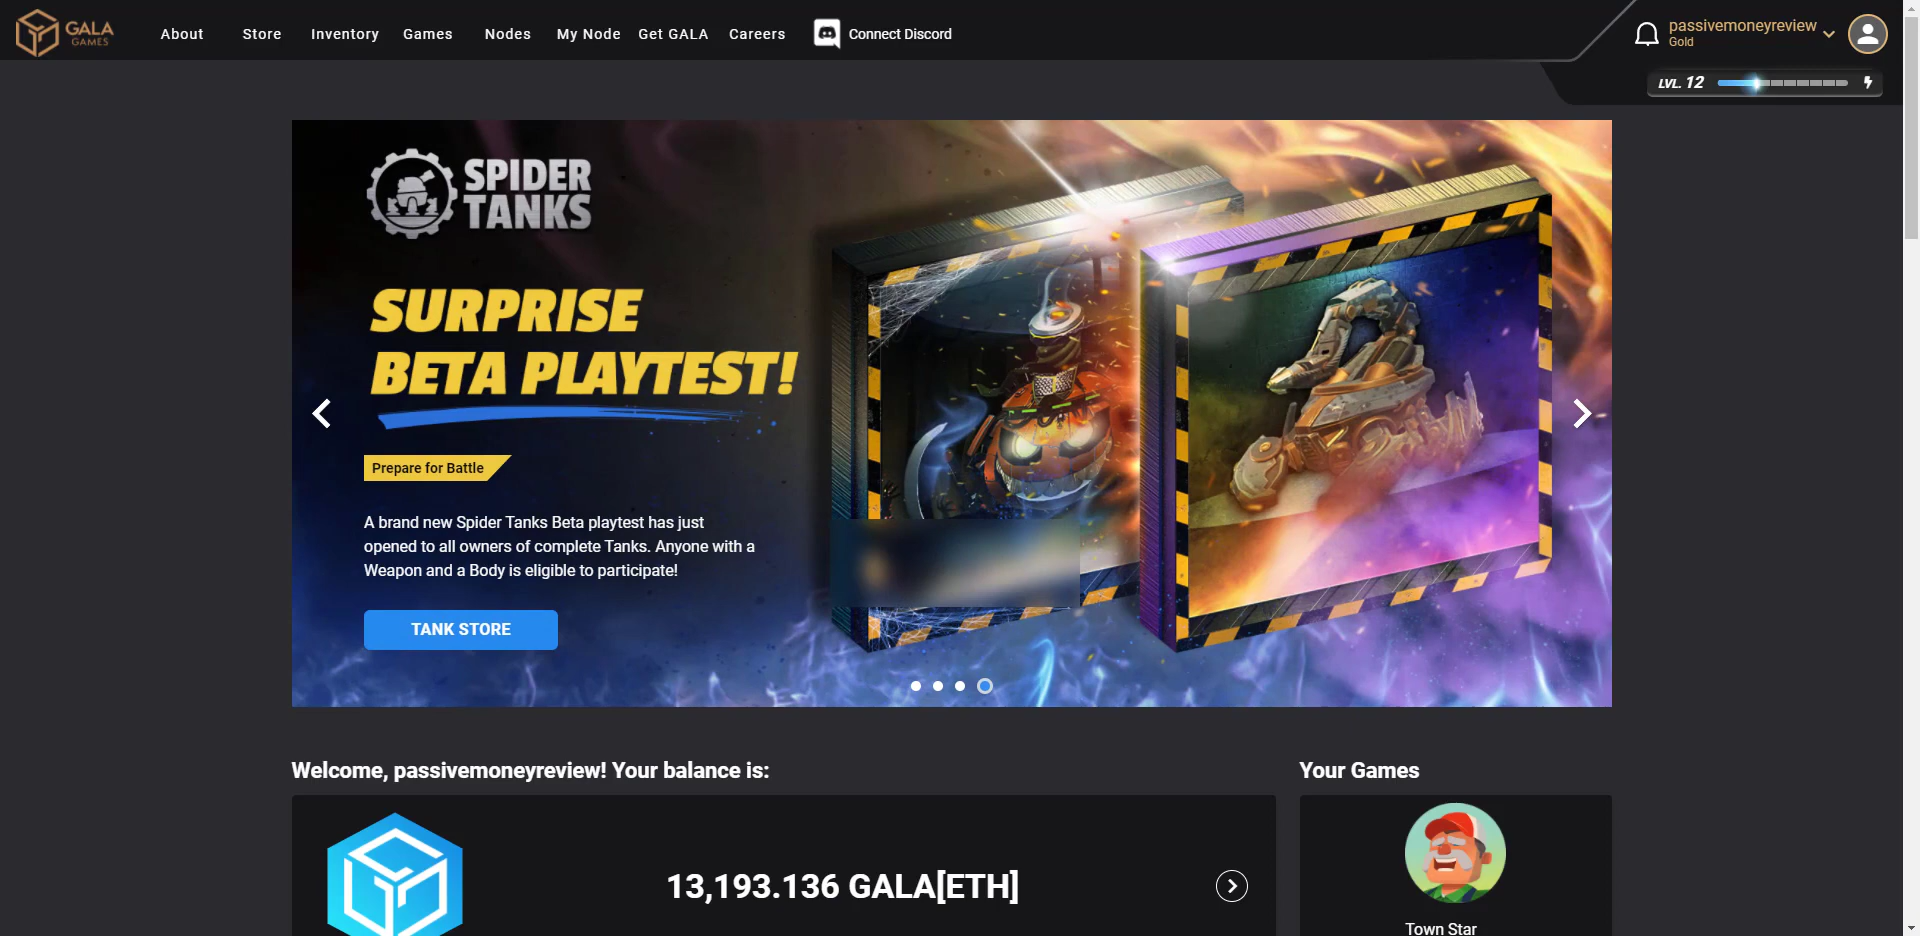 GALA
GAMES
About
Store
Inventory
Games
Nodes
My Node
Get GALA
Careers
Connect Discord
passivemoneyreview
Gold
LVL. 12
SPIDER
TANKS
SURPRISE
BETA PLAYTEST!
Prepare for Battle
A brand new Spider Tanks Beta playtest has just
opened to all owners of complete Tanks. Anyone with a
Weapon and a Body is eligible to participate!
TANK STORE
Welcome, passivemoneyreview! Your balance is:
13,193.136 GALA[ETH]
Your Games
Town Star